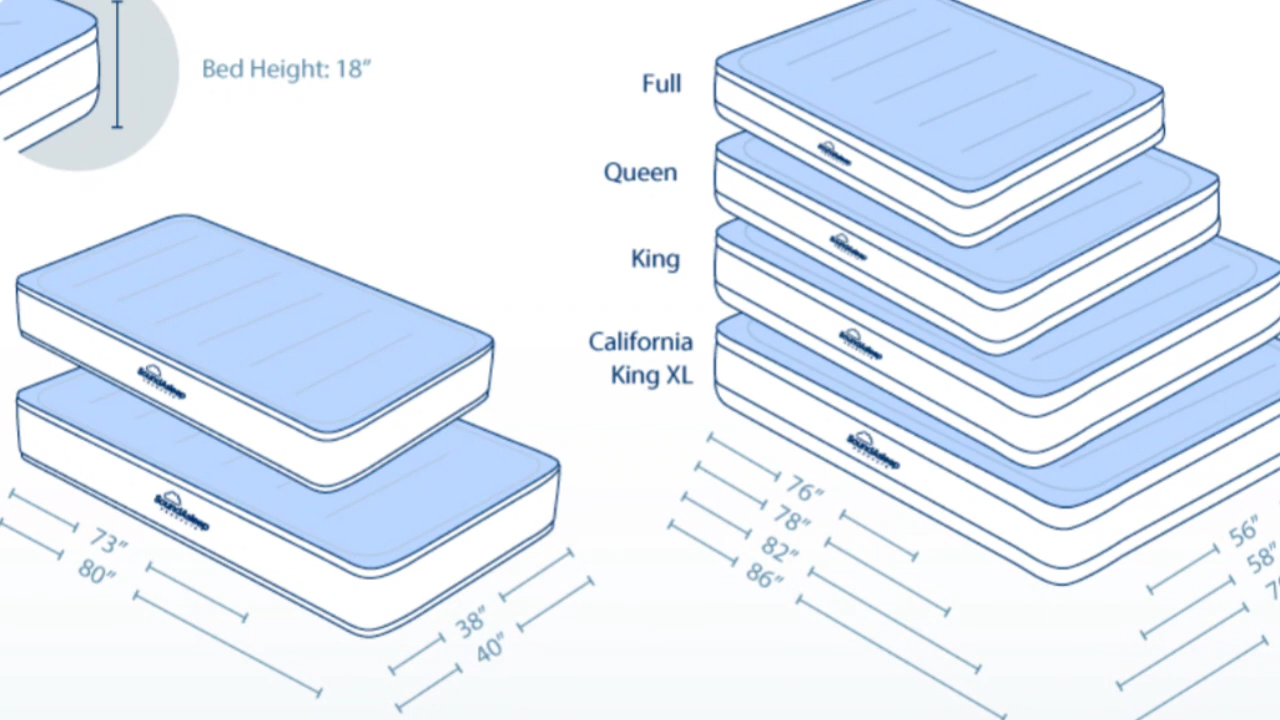 Bed Height: 18”
Full
Queen
King
California
King XL
73”
80”
38”
40”
76”
78”
82”
86”
56”
58”